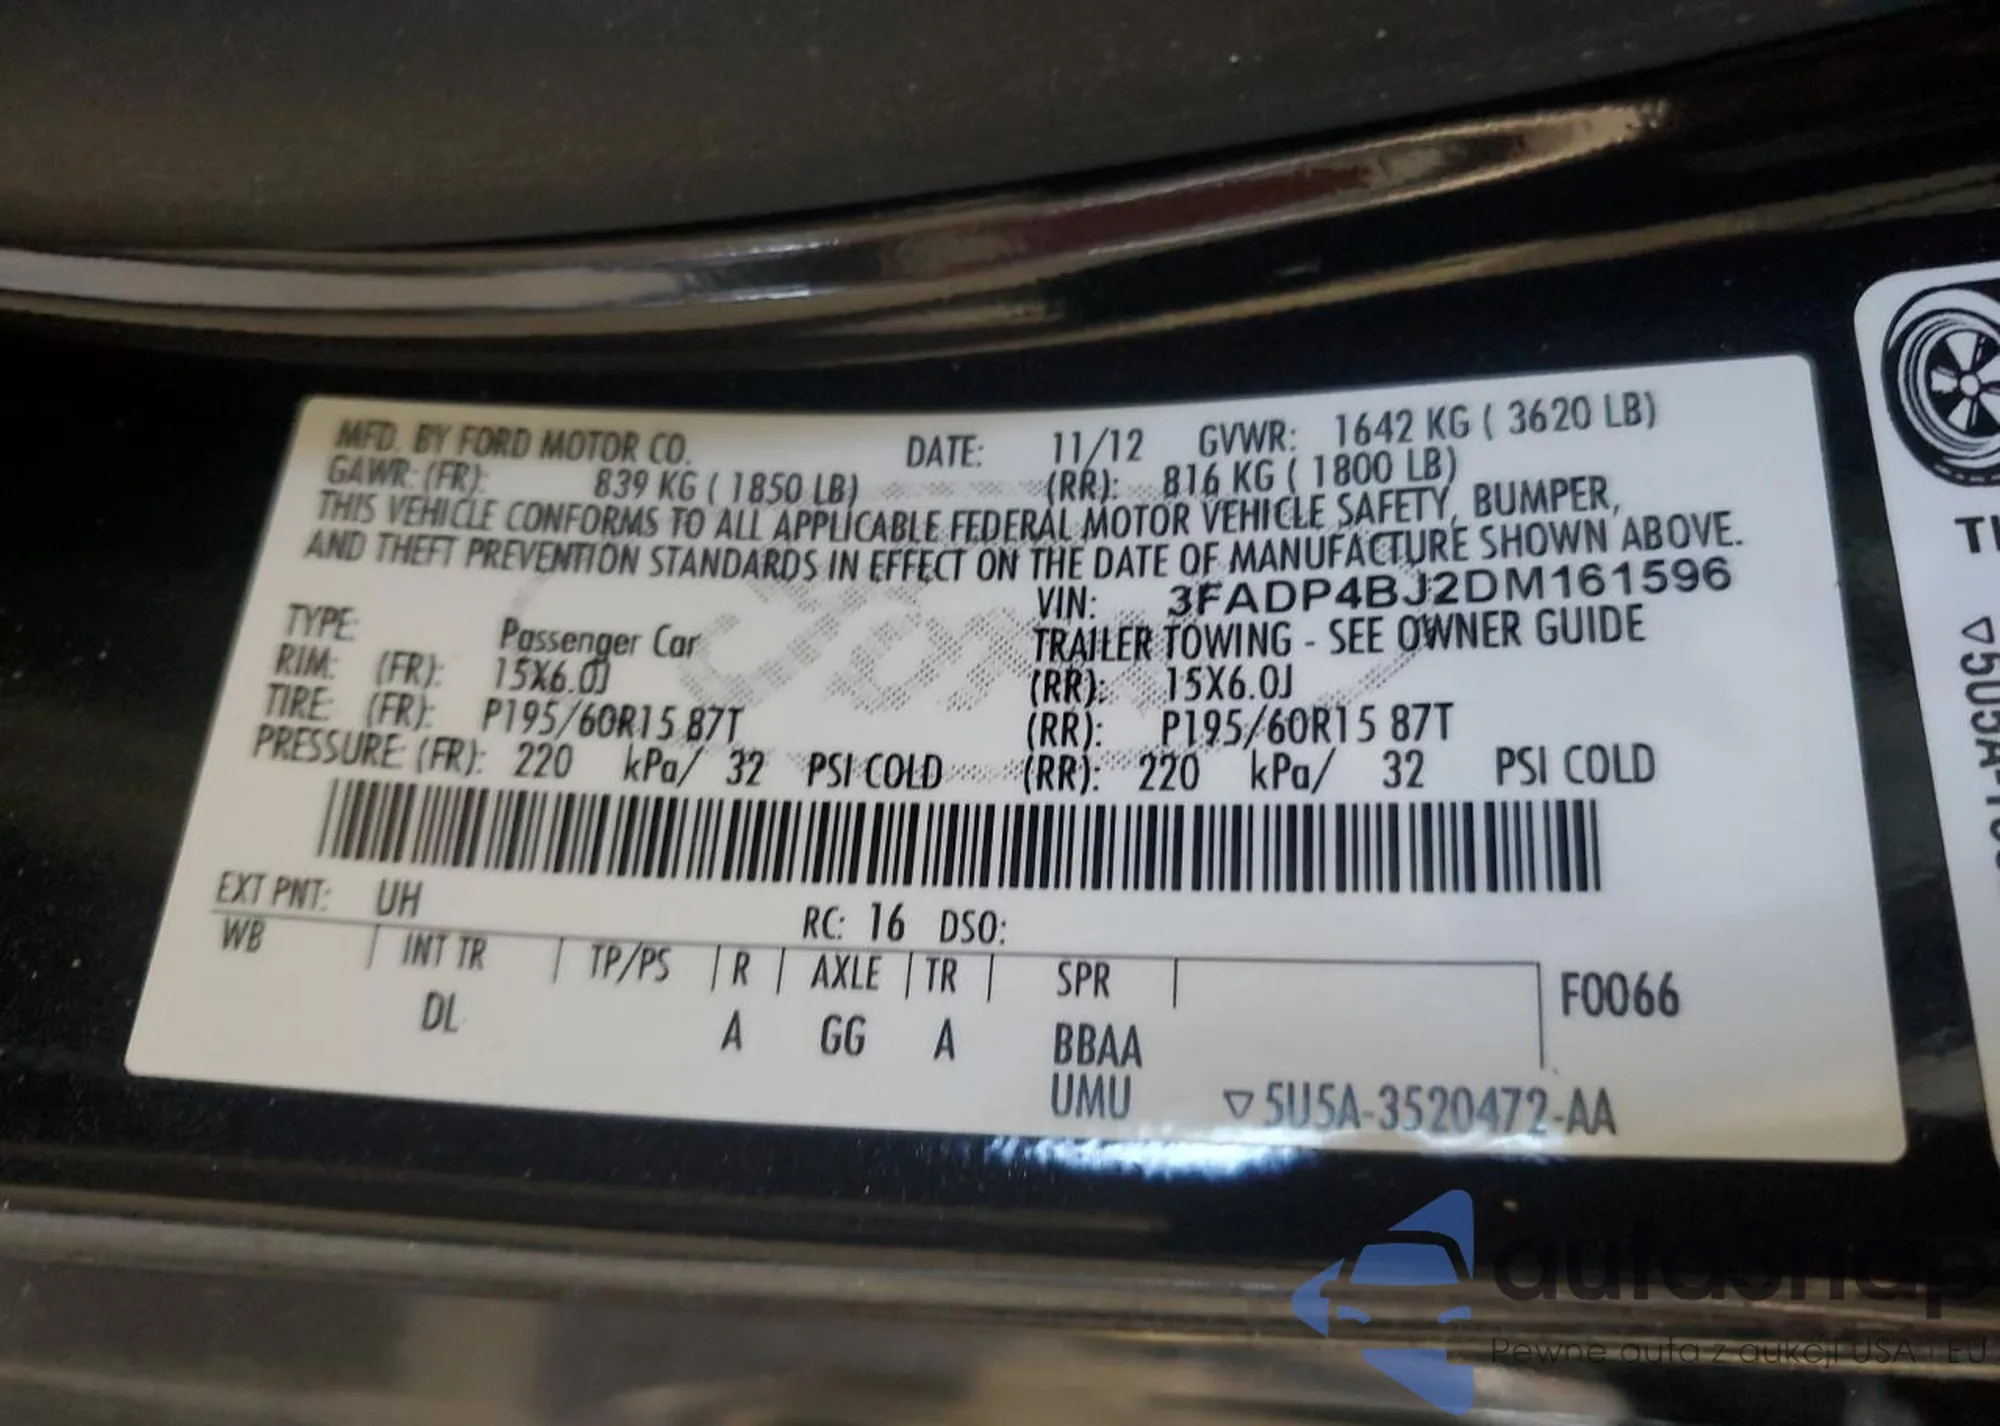 MFD. BY FORD MOTOR CO. DATE: 11/12 GVWR: 1642 KG ( 3620 LB)
GAWR: (FR): 839 KG ( 1850 LB) (RR): 816 KG ( 1800 LB)
THIS VEHICLE CONFORMS TO ALL APPLICABLE FEDERAL MOTOR VEHICLE SAFETY, BUMPER,
AND THEFT PREVENTION STANDARDS IN EFFECT ON THE DATE OF MANUFACTURE SHOWN ABOVE.
VIN: 3FADP4BJ2DM161596
TYPE: Passenger Car TRAILER TOWING - SEE OWNER GUIDE
RIM: (FR): 15X6.0J (RR): 15X6.0J
TIRE: (FR): P195/60R15 87T (RR): P195/60R15 87T
PRESSURE: (FR): 220 kPa/ 32 PSI COLD (RR): 220 kPa/ 32 PSI COLD
EXT PNT: UH RC: 16 DSO:
WB | INT TR | TP/PS | R | AXLE | TR | SPR | F0066
DL A GG A BBAA
UMU ▽5U5A-3520472-AA
▽5U5A-
autosnap
Pewne auta z aukcji USA i EU